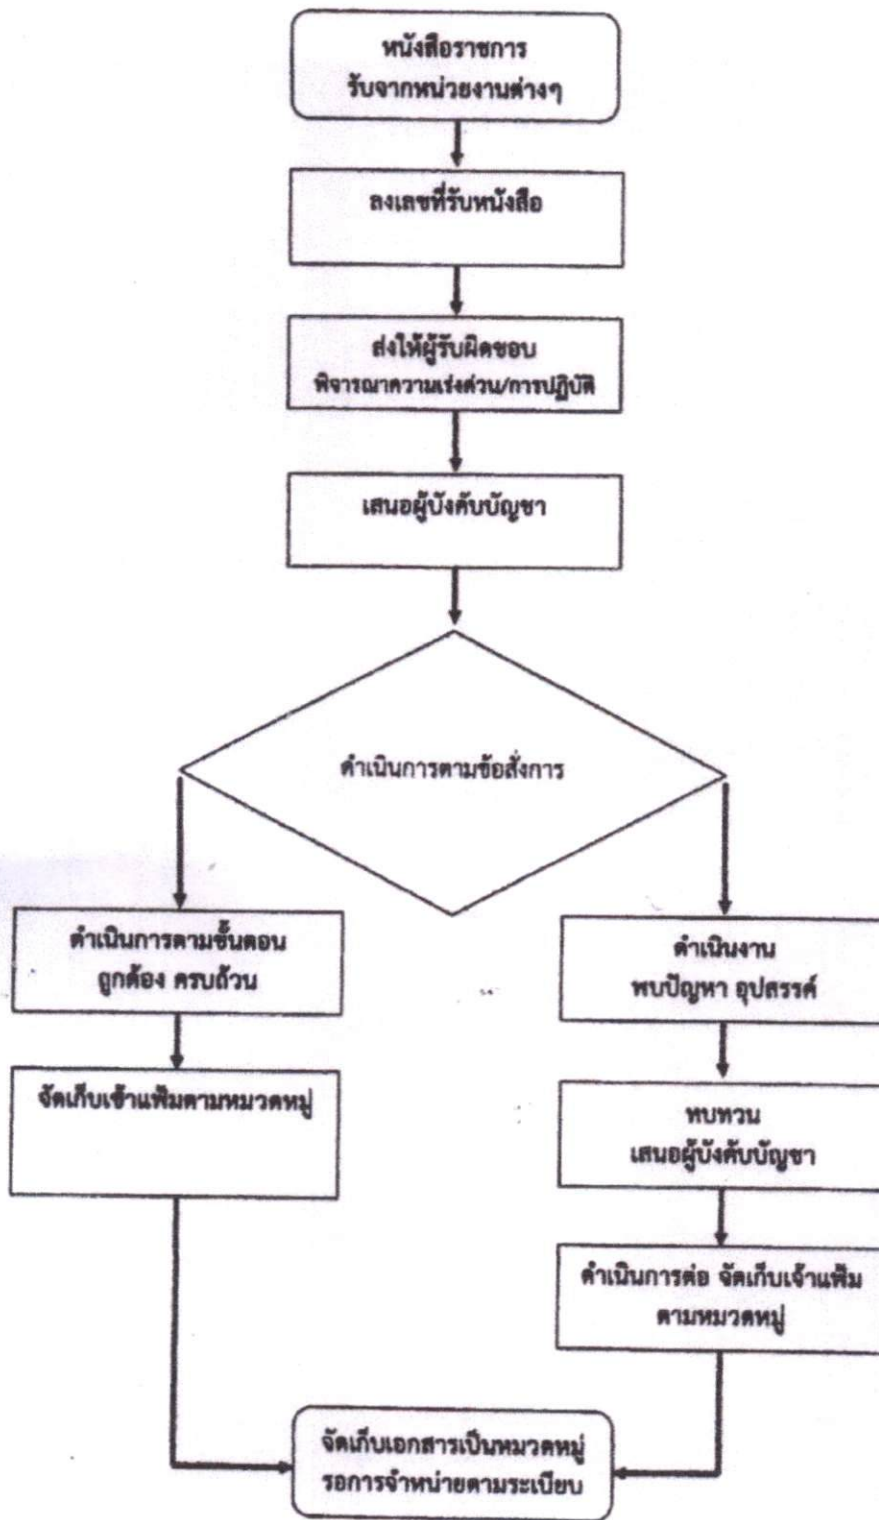 หนังสือราชการ
รับจากหน่วยงานต่างๆ
ลงเลขที่รับหนังสือ
ส่งให้ผู้รับผิดชอบ
พิจารณาความเร่งด่วน/การปฏิบัติ
เสนอผู้บังคับบัญชา
ดำเนินการตามข้อสั่งการ
ดำเนินการตามขั้นตอน
ถูกต้อง ครบถ้วน
จัดเก็บเข้าแฟ้มตามหมวดหมู่
ดำเนินงาน
พบปัญหา อุปสรรค์
ทบทวน
เสนอผู้บังคับบัญชา
ดำเนินการต่อ จัดเก็บเจ้าแฟ้ม
ตามหมวดหมู่
จัดเก็บเอกสารเป็นหมวดหมู่
รอการจำหน่ายตามระเบียบ